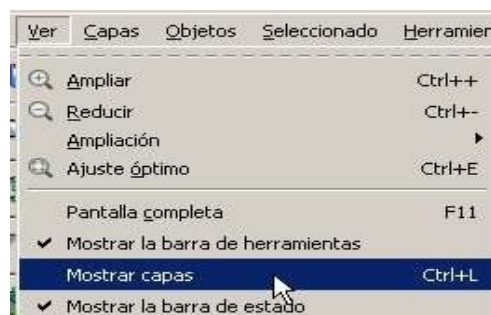 Ver Capas Objetos Seleccionado Herramien
Ampliar Ctrl++
Reducir Ctrl+-
Ampliación
Ajuste óptimo Ctrl+E
Pantalla completa F11
Mostrar la barra de herramientas
Mostrar capas Ctrl+L
Mostrar la barra de estado